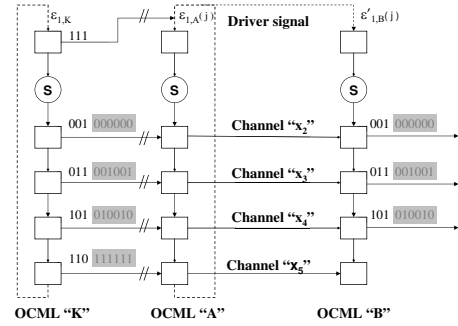 ε1,K ε1,A(j) Driver signal ε'1,B(j)
111 //
S S S
001 000000 // Channel “x2” 001 000000
011 001001 // Channel “x3” 011 001001
101 010010 // Channel “x4” 101 010010
110 111111 // Channel “x5”
OCML “K” OCML “A” OCML “B”